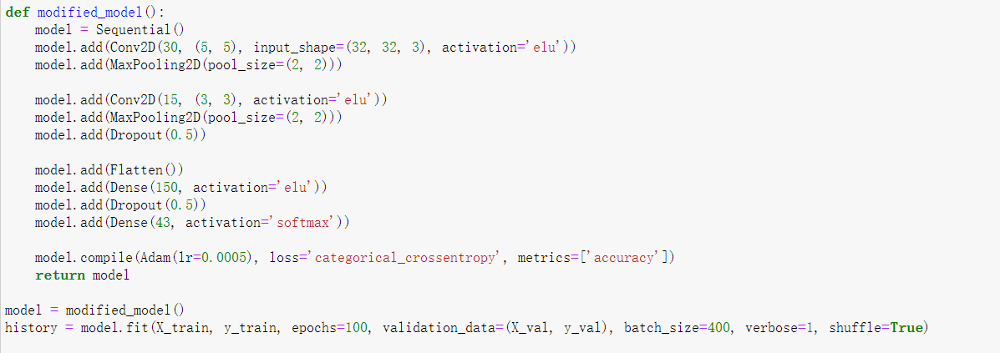 def modified_model():
    model = Sequential()
    model.add(Conv2D(30, (5, 5), input_shape=(32, 32, 3), activation='elu'))
    model.add(MaxPooling2D(pool_size=(2, 2)))

    model.add(Conv2D(15, (3, 3), activation='elu'))
    model.add(MaxPooling2D(pool_size=(2, 2)))
    model.add(Dropout(0.5))

    model.add(Flatten())
    model.add(Dense(150, activation='elu'))
    model.add(Dropout(0.5))
    model.add(Dense(43, activation='softmax'))

    model.compile(Adam(lr=0.0005), loss='categorical_crossentropy', metrics=['accuracy'])
    return model

model = modified_model()
history = model.fit(X_train, y_train, epochs=100, validation_data=(X_val, y_val), batch_size=400, verbose=1, shuffle=True)